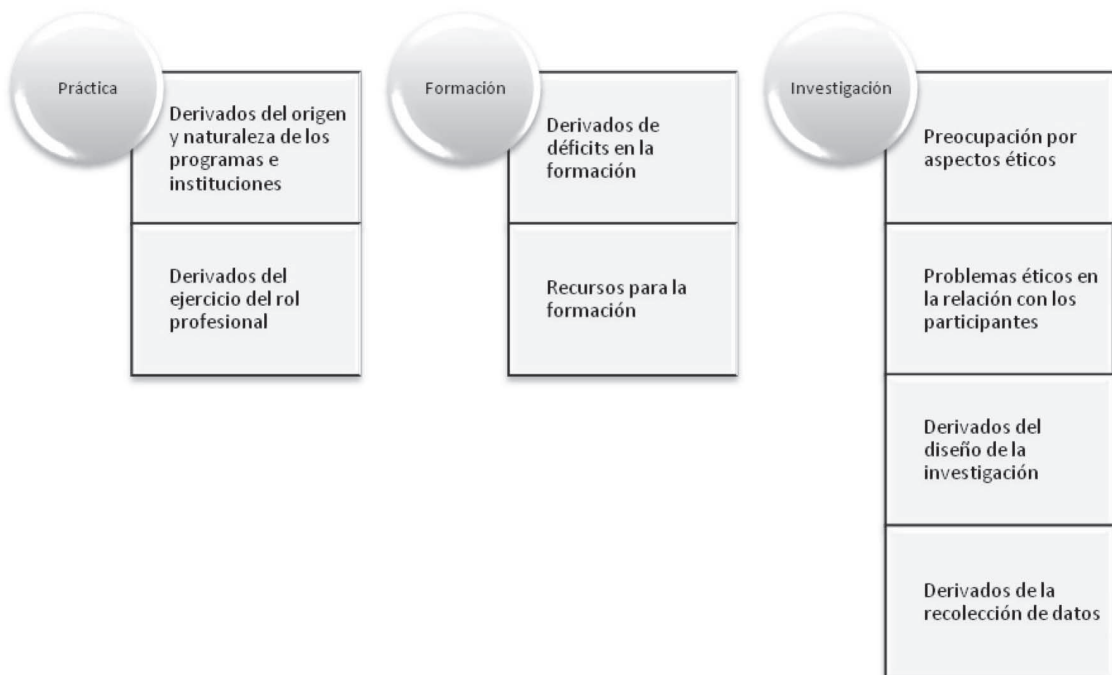 Práctica
Derivados del origen
y naturaleza de los
programas e
instituciones
Derivados del
ejercicio del rol
profesional
Formación
Derivados de
déficits en la
formación
Recursos para la
formación
Investigación
Preocupación por
aspectos éticos
Problemas éticos en
la relación con los
participantes
Derivados del
diseño de la
investigación
Derivados de la
recolección de datos